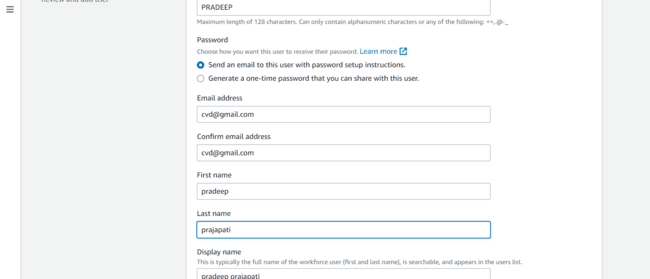 Review and add user
PRADEEP
Maximum length of 128 characters. Can only contain alphanumeric characters or any of the following: +=,.@-_
Password
Choose how you want this user to receive their password. Learn more
Send an email to this user with password setup instructions.
Generate a one-time password that you can share with this user.
Email address
cvd@gmail.com
Confirm email address
cvd@gmail.com
First name
pradeep
Last name
prajapati
Display name
This is typically the full name of the workforce user (first and last name), is searchable, and appears in the users list.
pradeep prajapati